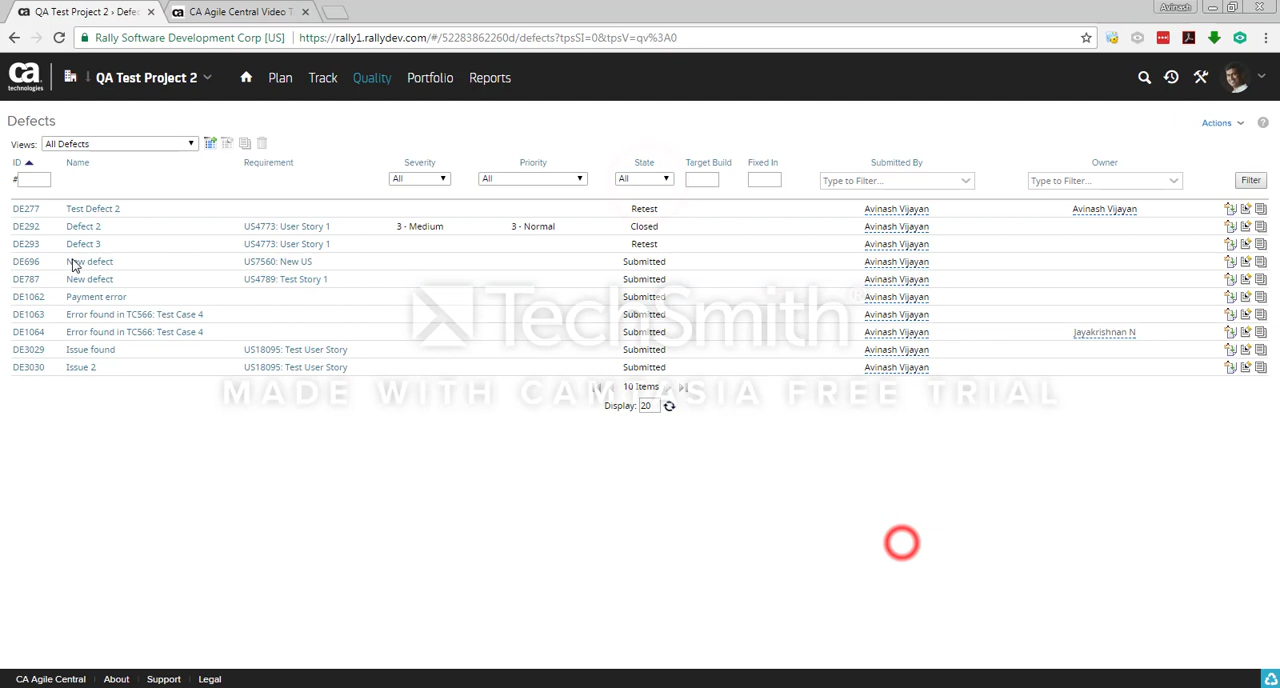 QA Test Project 2 › Defec
CA Agile Central Video T
Avinash
Rally Software Development Corp [US] https://rally1.rallydev.com/#/52283862260d/defects?tpsSI=0&tpsV=qv%3A0
ca technologies QA Test Project 2 Plan Track Quality Portfolio Reports
Defects
Actions
Views: All Defects
ID Name Requirement Severity Priority State Target Build Fixed In Submitted By Owner
# All All All Type to Filter... Type to Filter... Filter
DE277 Test Defect 2 Retest Avinash Vijayan Avinash Vijayan
DE292 Defect 2 US4773: User Story 1 3 - Medium 3 - Normal Closed Avinash Vijayan
DE293 Defect 3 US4773: User Story 1 Retest Avinash Vijayan
DE696 New defect US7560: New US Submitted Avinash Vijayan
DE787 New defect US4789: Test Story 1 Submitted Avinash Vijayan
DE1062 Payment error Submitted Avinash Vijayan
DE1063 Error found in TC566: Test Case 4 Submitted Avinash Vijayan
DE1064 Error found in TC566: Test Case 4 Submitted Avinash Vijayan Jayakrishnan N
DE3029 Issue found US18095: Test User Story Submitted Avinash Vijayan
DE3030 Issue 2 US18095: Test User Story Submitted Avinash Vijayan
TechSmith®
10 Items
MADE WITH CAMTASIA FREE TRIAL
Display: 20
CA Agile Central About Support Legal